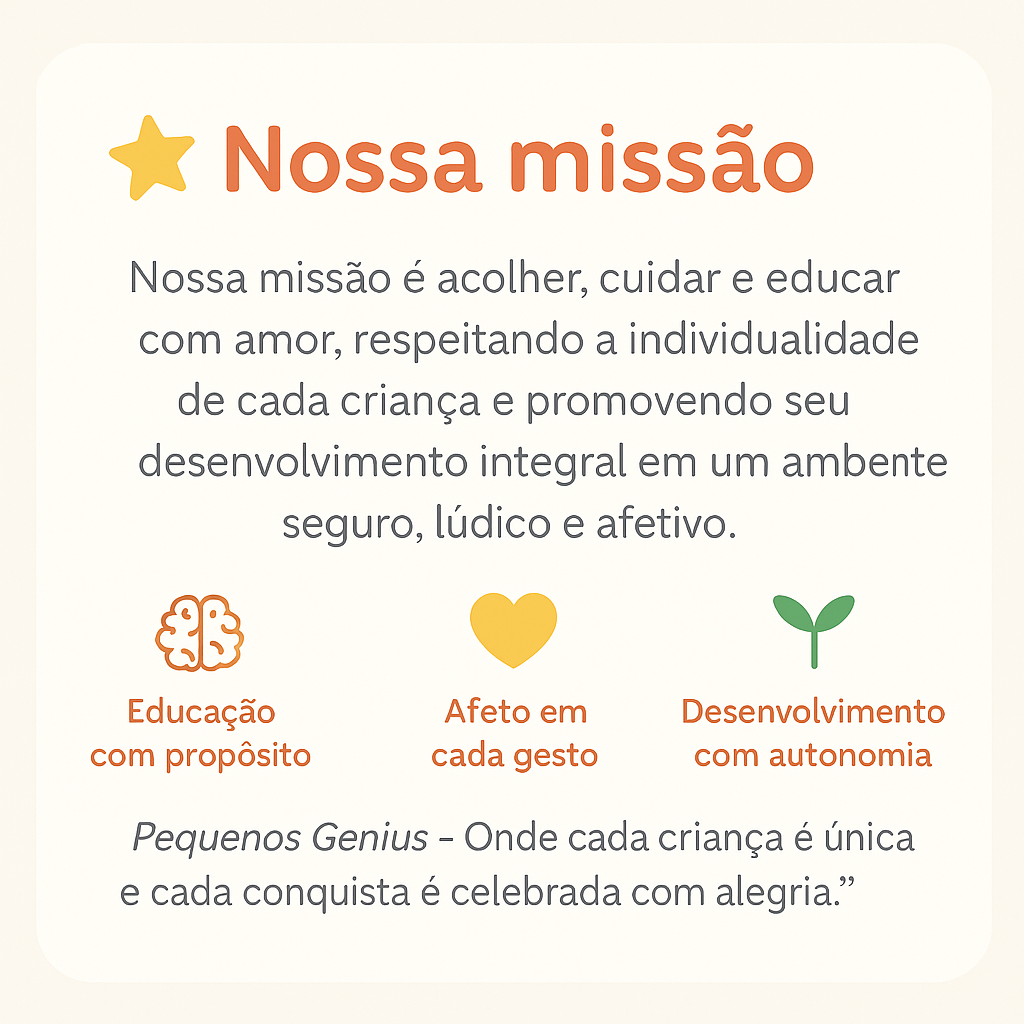 Nossa missão
Nossa missão é acolher, cuidar e educar
com amor, respeitando a individualidade
de cada criança e promovendo seu
desenvolvimento integral em um ambente
seguro, lúdico e afetivo.
Educação
com propôsito
Afeto em
cada gesto
Desenvolvimento
com autonomia
Pequenos Genius – Onde cada criança é única
e cada conquista é celebrada com alegria.”